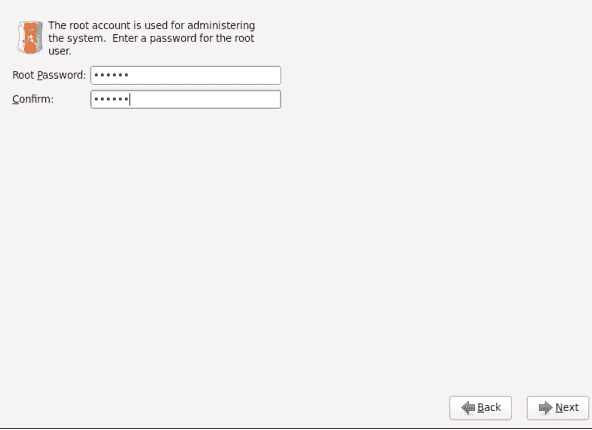 The root account is used for administering
the system.  Enter a password for the root
user.
Root Password: ••••••
Confirm: ••••••
Back Next